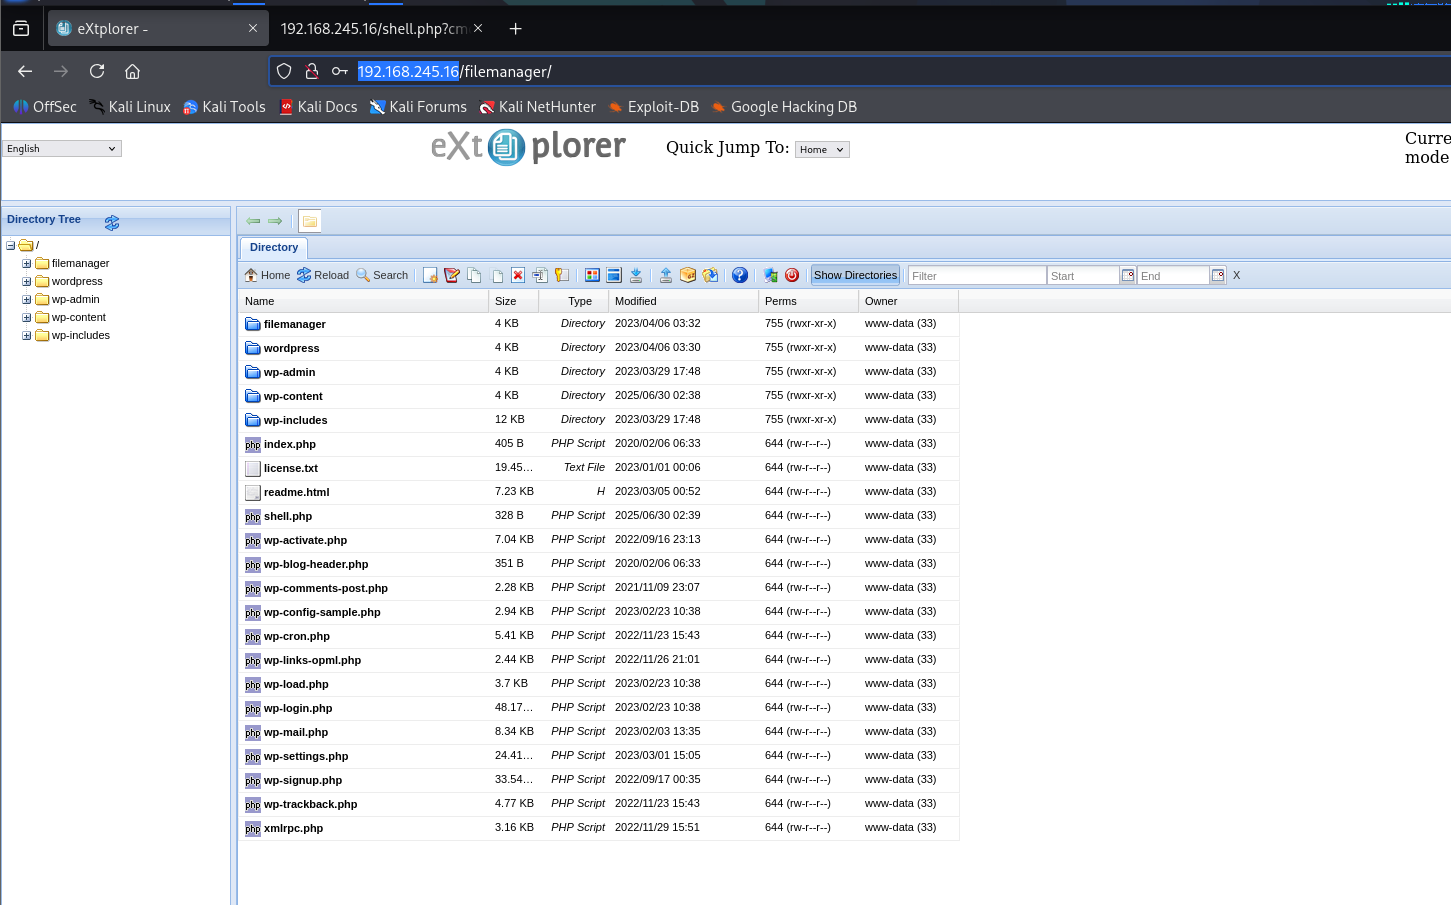 eXtplorer -
192.168.245.16/shell.php?cm
192.168.245.16/filemanager/
OffSec Kali Linux Kali Tools Kali Docs Kali Forums Kali NetHunter Exploit-DB Google Hacking DB
English
eXtplorer
Quick Jump To: Home
Curre
mode
Directory Tree
/
filemanager
wordpress
wp-admin
wp-content
wp-includes
Directory
Home Reload Search Show Directories Filter Start End X
Name Size Type Modified Perms Owner
filemanager 4 KB Directory 2023/04/06 03:32 755 (rwxr-xr-x) www-data (33)
wordpress 4 KB Directory 2023/04/06 03:30 755 (rwxr-xr-x) www-data (33)
wp-admin 4 KB Directory 2023/03/29 17:48 755 (rwxr-xr-x) www-data (33)
wp-content 4 KB Directory 2025/06/30 02:38 755 (rwxr-xr-x) www-data (33)
wp-includes 12 KB Directory 2023/03/29 17:48 755 (rwxr-xr-x) www-data (33)
php index.php 405 B PHP Script 2020/02/06 06:33 644 (rw-r--r--) www-data (33)
license.txt 19.45... Text File 2023/01/01 00:06 644 (rw-r--r--) www-data (33)
readme.html 7.23 KB H 2023/03/05 00:52 644 (rw-r--r--) www-data (33)
php shell.php 328 B PHP Script 2025/06/30 02:39 644 (rw-r--r--) www-data (33)
php wp-activate.php 7.04 KB PHP Script 2022/09/16 23:13 644 (rw-r--r--) www-data (33)
php wp-blog-header.php 351 B PHP Script 2020/02/06 06:33 644 (rw-r--r--) www-data (33)
php wp-comments-post.php 2.28 KB PHP Script 2021/11/09 23:07 644 (rw-r--r--) www-data (33)
php wp-config-sample.php 2.94 KB PHP Script 2023/02/23 10:38 644 (rw-r--r--) www-data (33)
php wp-cron.php 5.41 KB PHP Script 2022/11/23 15:43 644 (rw-r--r--) www-data (33)
php wp-links-opml.php 2.44 KB PHP Script 2022/11/26 21:01 644 (rw-r--r--) www-data (33)
php wp-load.php 3.7 KB PHP Script 2023/02/23 10:38 644 (rw-r--r--) www-data (33)
php wp-login.php 48.17... PHP Script 2023/02/23 10:38 644 (rw-r--r--) www-data (33)
php wp-mail.php 8.34 KB PHP Script 2023/02/03 13:35 644 (rw-r--r--) www-data (33)
php wp-settings.php 24.41... PHP Script 2023/03/01 15:05 644 (rw-r--r--) www-data (33)
php wp-signup.php 33.54... PHP Script 2022/09/17 00:35 644 (rw-r--r--) www-data (33)
php wp-trackback.php 4.77 KB PHP Script 2022/11/23 15:43 644 (rw-r--r--) www-data (33)
php xmlrpc.php 3.16 KB PHP Script 2022/11/29 15:51 644 (rw-r--r--) www-data (33)